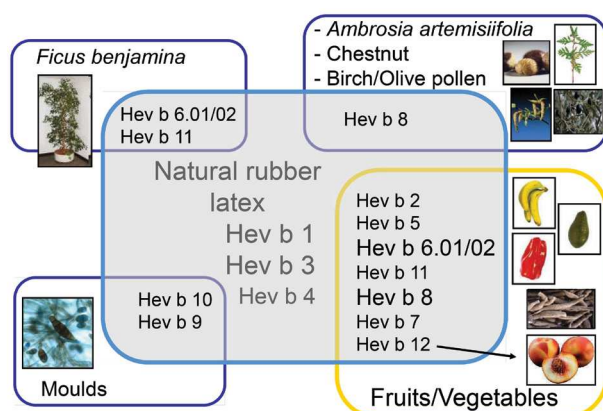 Ficus benjamina
Hev b 6.01/02
Hev b 11
- Ambrosia artemisiifolia
- Chestnut
- Birch/Olive pollen
Hev b 8
Natural rubber
latex
Hev b 1
Hev b 3
Hev b 4
Hev b 2
Hev b 5
Hev b 6.01/02
Hev b 11
Hev b 8
Hev b 7
Hev b 12
Hev b 10
Hev b 9
Moulds
Fruits/Vegetables